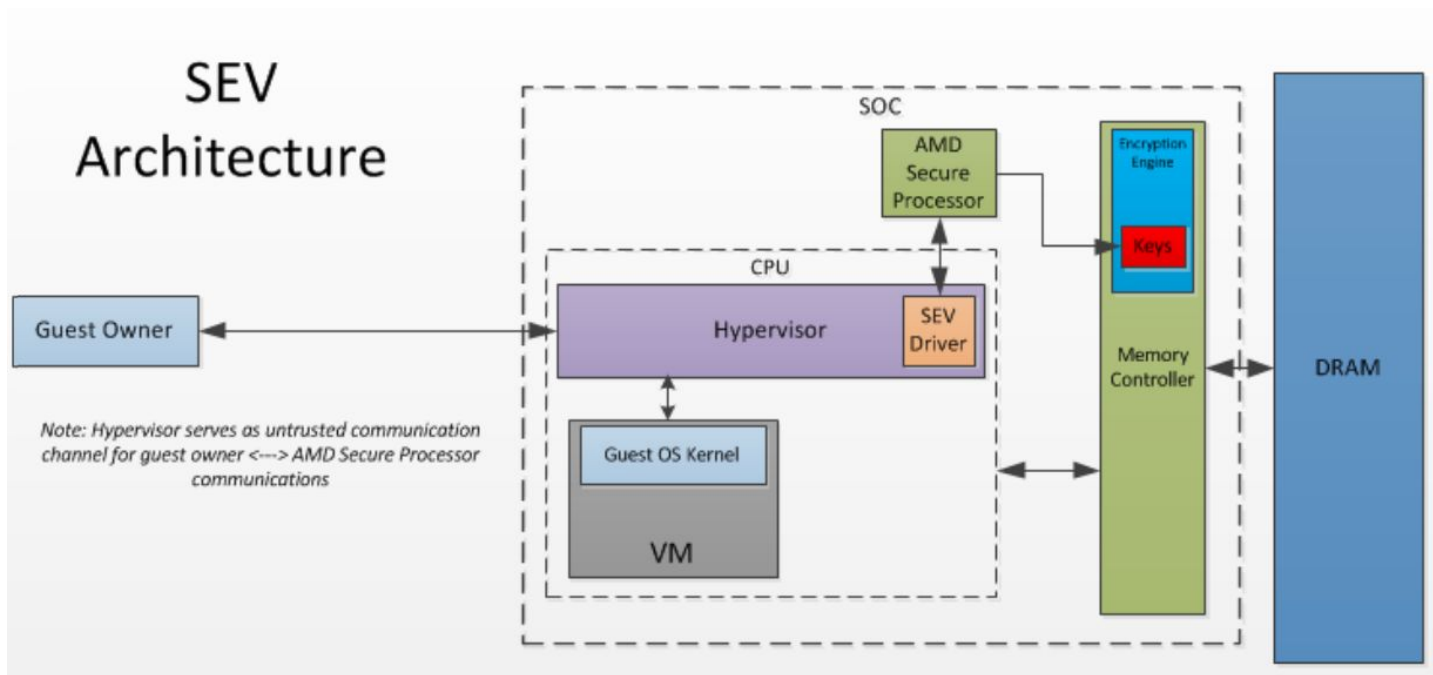 SEV
Architecture
SOC
AMD
Secure
Processor
Encryption
Engine
Keys
CPU
Guest Owner
Hypervisor
SEV
Driver
Memory
Controller
DRAM
Note: Hypervisor serves as untrusted communication
channel for guest owner <---> AMD Secure Processor
communications
Guest OS Kernel
VM